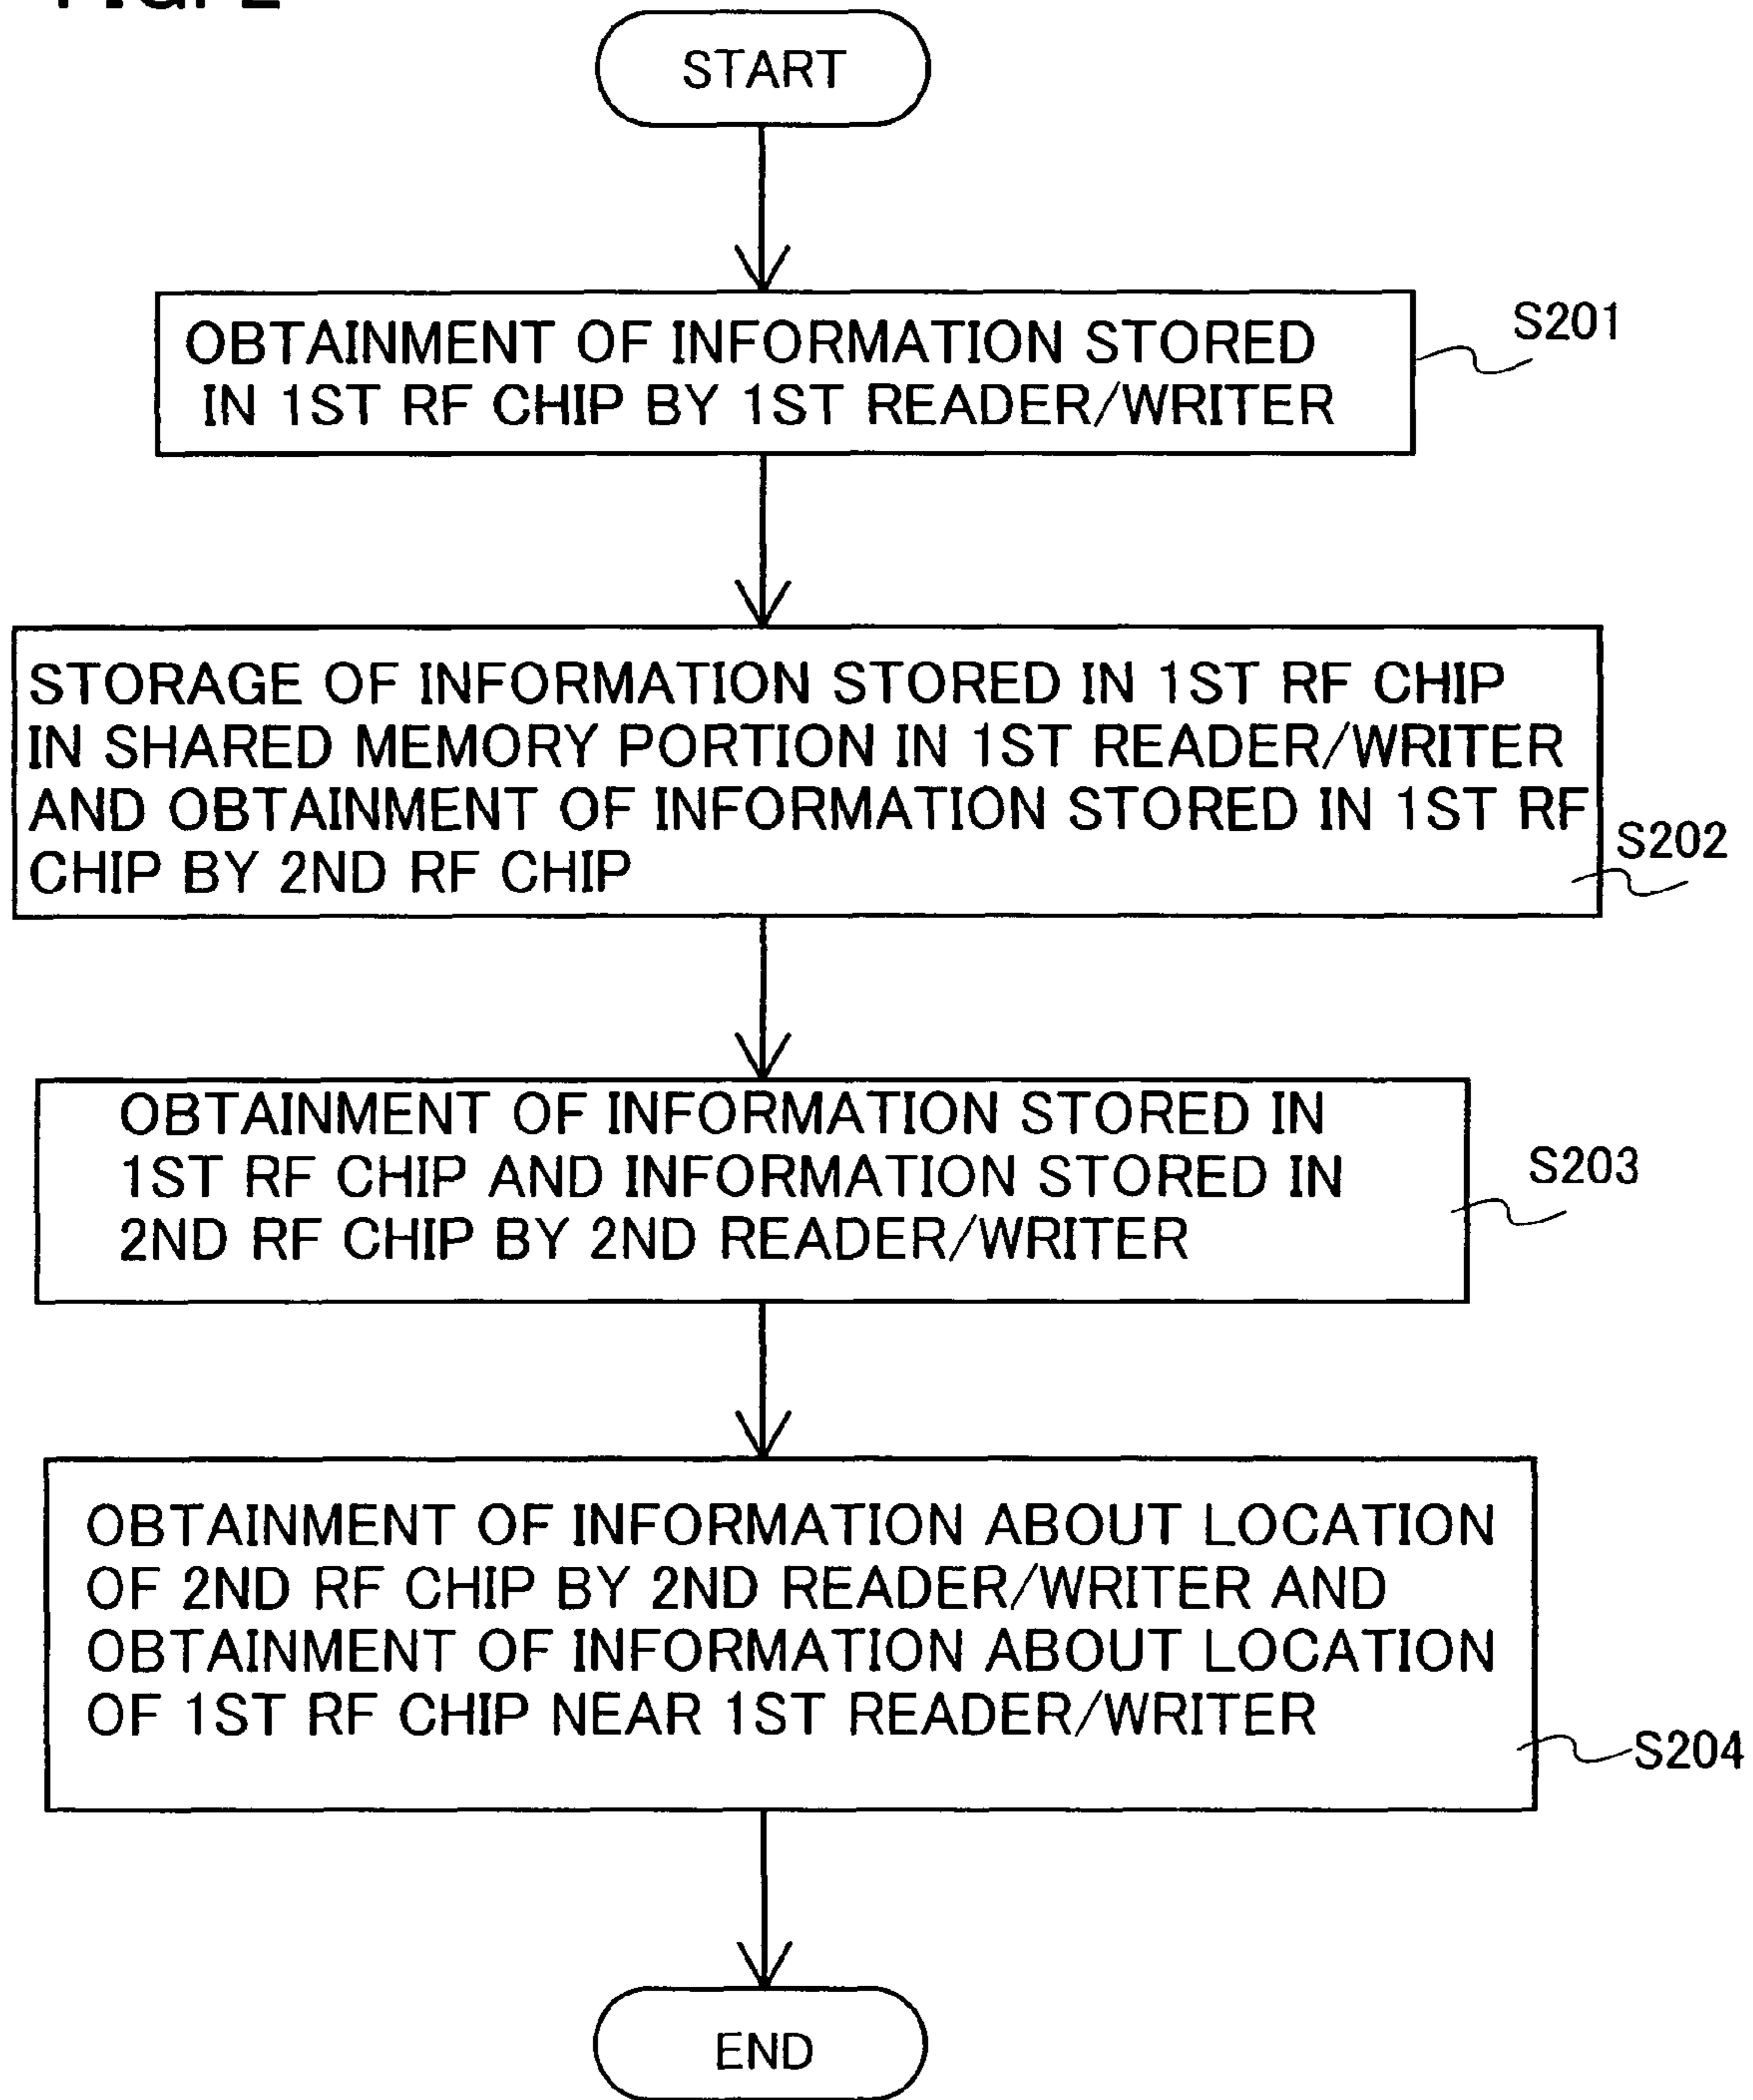 START
OBTAINMENT OF INFORMATION STORED
IN 1ST RF CHIP BY 1ST READER/WRITER
S201
STORAGE OF INFORMATION STORED IN 1ST RF CHIP
IN SHARED MEMORY PORTION IN 1ST READER/WRITER
AND OBTAINMENT OF INFORMATION STORED IN 1ST RF
CHIP BY 2ND RF CHIP
S202
OBTAINMENT OF INFORMATION STORED IN
1ST RF CHIP AND INFORMATION STORED IN
2ND RF CHIP BY 2ND READER/WRITER
S203
OBTAINMENT OF INFORMATION ABOUT LOCATION
OF 2ND RF CHIP BY 2ND READER/WRITER AND
OBTAINMENT OF INFORMATION ABOUT LOCATION
OF 1ST RF CHIP NEAR 1ST READER/WRITER
S204
END